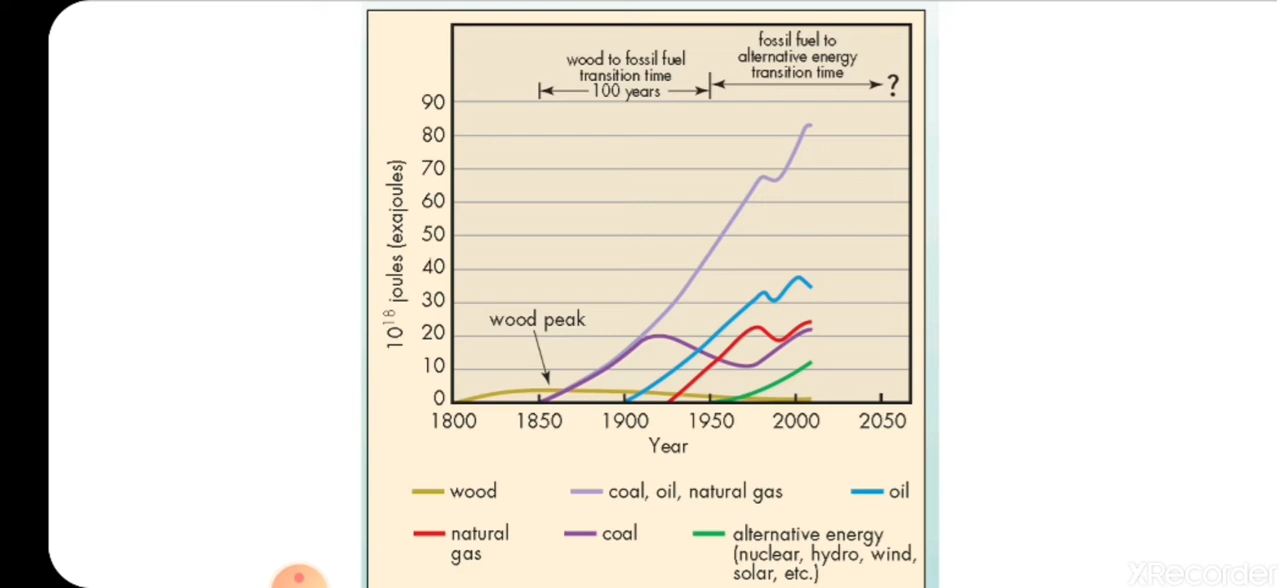 wood to fossil fuel
transition time
100 years
fossil fuel to
alternative energy
transition time
?
90
80
70
60
50
40
30
20
10
0
10¹⁸ joules (exajoules)
wood peak
1800 1850 1900 1950 2000 2050
Year
wood
coal, oil, natural gas
oil
natural
gas
coal
alternative energy
(nuclear, hydro, wind,
solar, etc.)
XRecorder